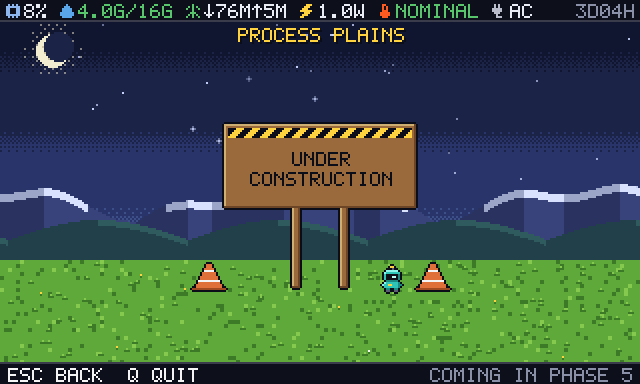 8% 4.0G/16G ↓76M↑5M 1.0W NOMINAL AC 3D04H
PROCESS PLAINS
UNDER
CONSTRUCTION
ESC BACK Q QUIT COMING IN PHASE 5